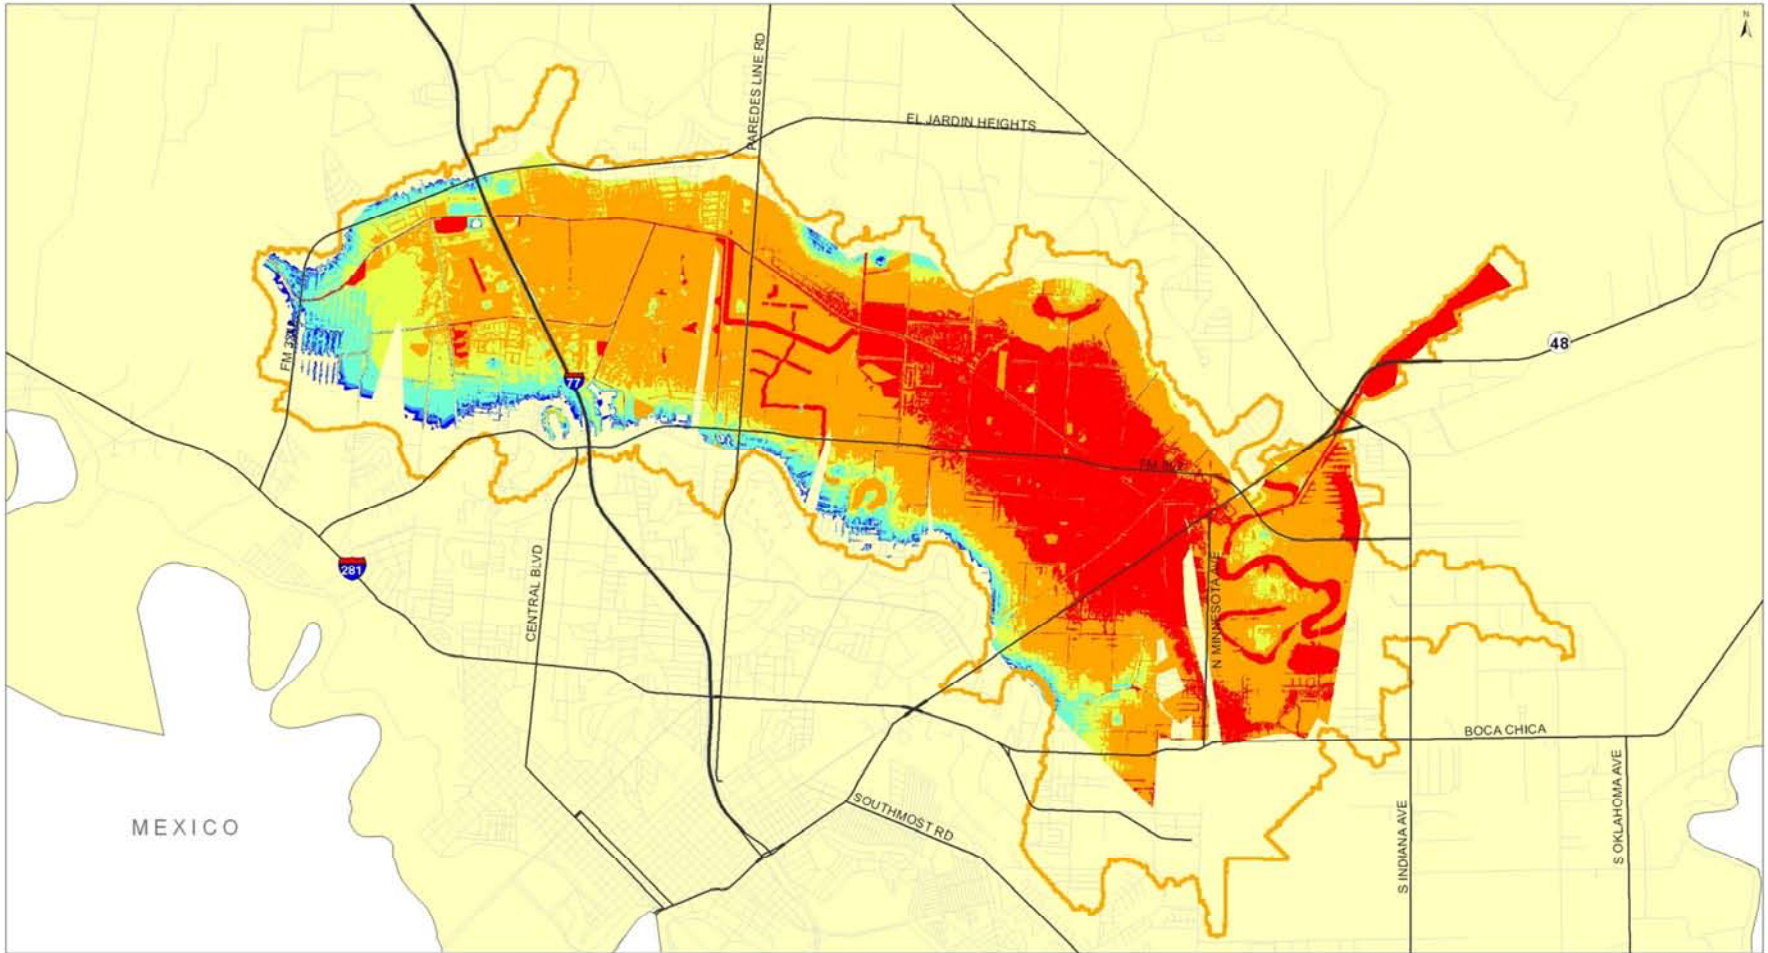 N
PAREDES LINE RD
EL JARDIN HEIGHTS
48
FM
77
FM
281
CENTRAL BLVD
N MINNESOTA AVE
BOCA CHICA
MEXICO
SOUTHMOST RD
S INDIANA AVE
S OKLAHOMA AVE